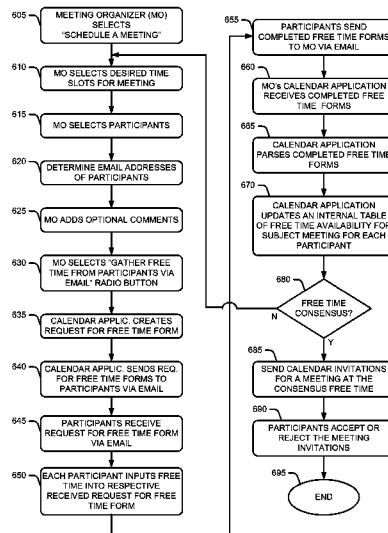 605
MEETING ORGANIZER (MO)
SELECTS
"SCHEDULE A MEETING"
610
MO SELECTS DESIRED TIME
SLOTS FOR MEETING
615
MO SELECTS PARTICIPANTS
620
DETERMINE EMAIL ADDRESSES
OF PARTICIPANTS
625
MO ADDS OPTIONAL COMMENTS
630
MO SELECTS "GATHER FREE
TIME FROM PARTICIPANTS VIA
EMAIL" RADIO BUTTON
635
CALENDAR APPLIC. CREATES
REQUEST FOR FREE TIME FORM
640
CALENDAR APPLIC. SENDS REQ.
FOR FREE TIME FORMS TO
PARTICIPANTS VIA EMAIL
645
PARTICIPANTS RECEIVE
REQUEST FOR FREE TIME FORM
VIA EMAIL
650
EACH PARTICIPANT INPUTS FREE
TIME INTO RESPECTIVE
RECEIVED REQUEST FOR FREE
TIME FORM
655
PARTICIPANTS SEND
COMPLETED FREE TIME FORMS
TO MO VIA EMAIL
660
MO's CALENDAR APPLICATION
RECEIVES COMPLETED FREE
TIME FORMS
665
CALENDAR APPLICATION
PARSES COMPLETED FREE TIME
FORMS
670
CALENDAR APPLICATION
UPDATES AN INTERNAL TABLE
OF FREE TIME AVAILABILITY FOR
SUBJECT MEETING FOR EACH
PARTICIPANT
680
FREE TIME
CONSENSUS?
N
Y
685
SEND CALENDAR INVITATIONS
FOR A MEETING AT THE
CONSENSUS FREE TIME
690
PARTICIPANTS ACCEPT OR
REJECT THE MEETING
INVITATIONS
695
END